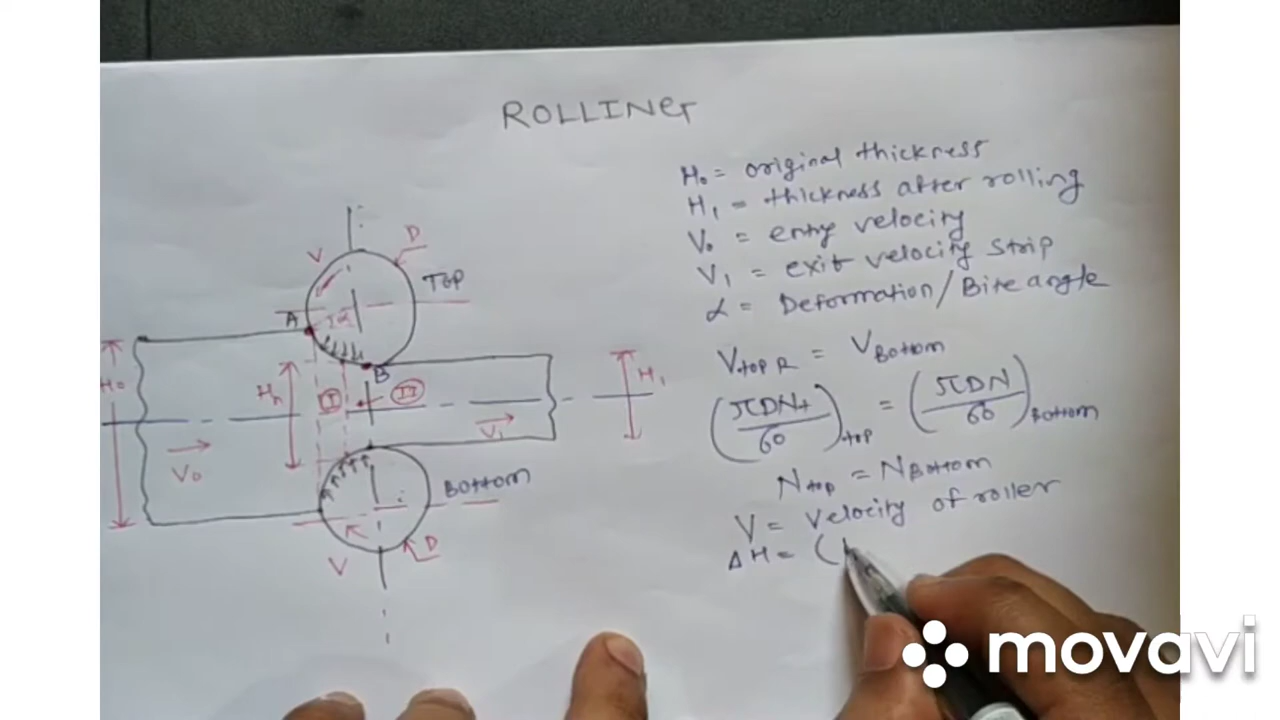 ROLLING
H₀ = original thickness
H₁ = thickness after rolling
V₀ = entry velocity
V₁ = exit velocity strip
α = Deformation/Bite angle
V top R = V Bottom
(πDN+/60)top = (πDN/60)Bottom
Ntop = NBottom
V = Velocity of roller
ΔH = (
V
D
TOP
A
α
B
H₀
Hn
I
II
H₁
V₀
V₁
BOTTOM
V
D
movavi